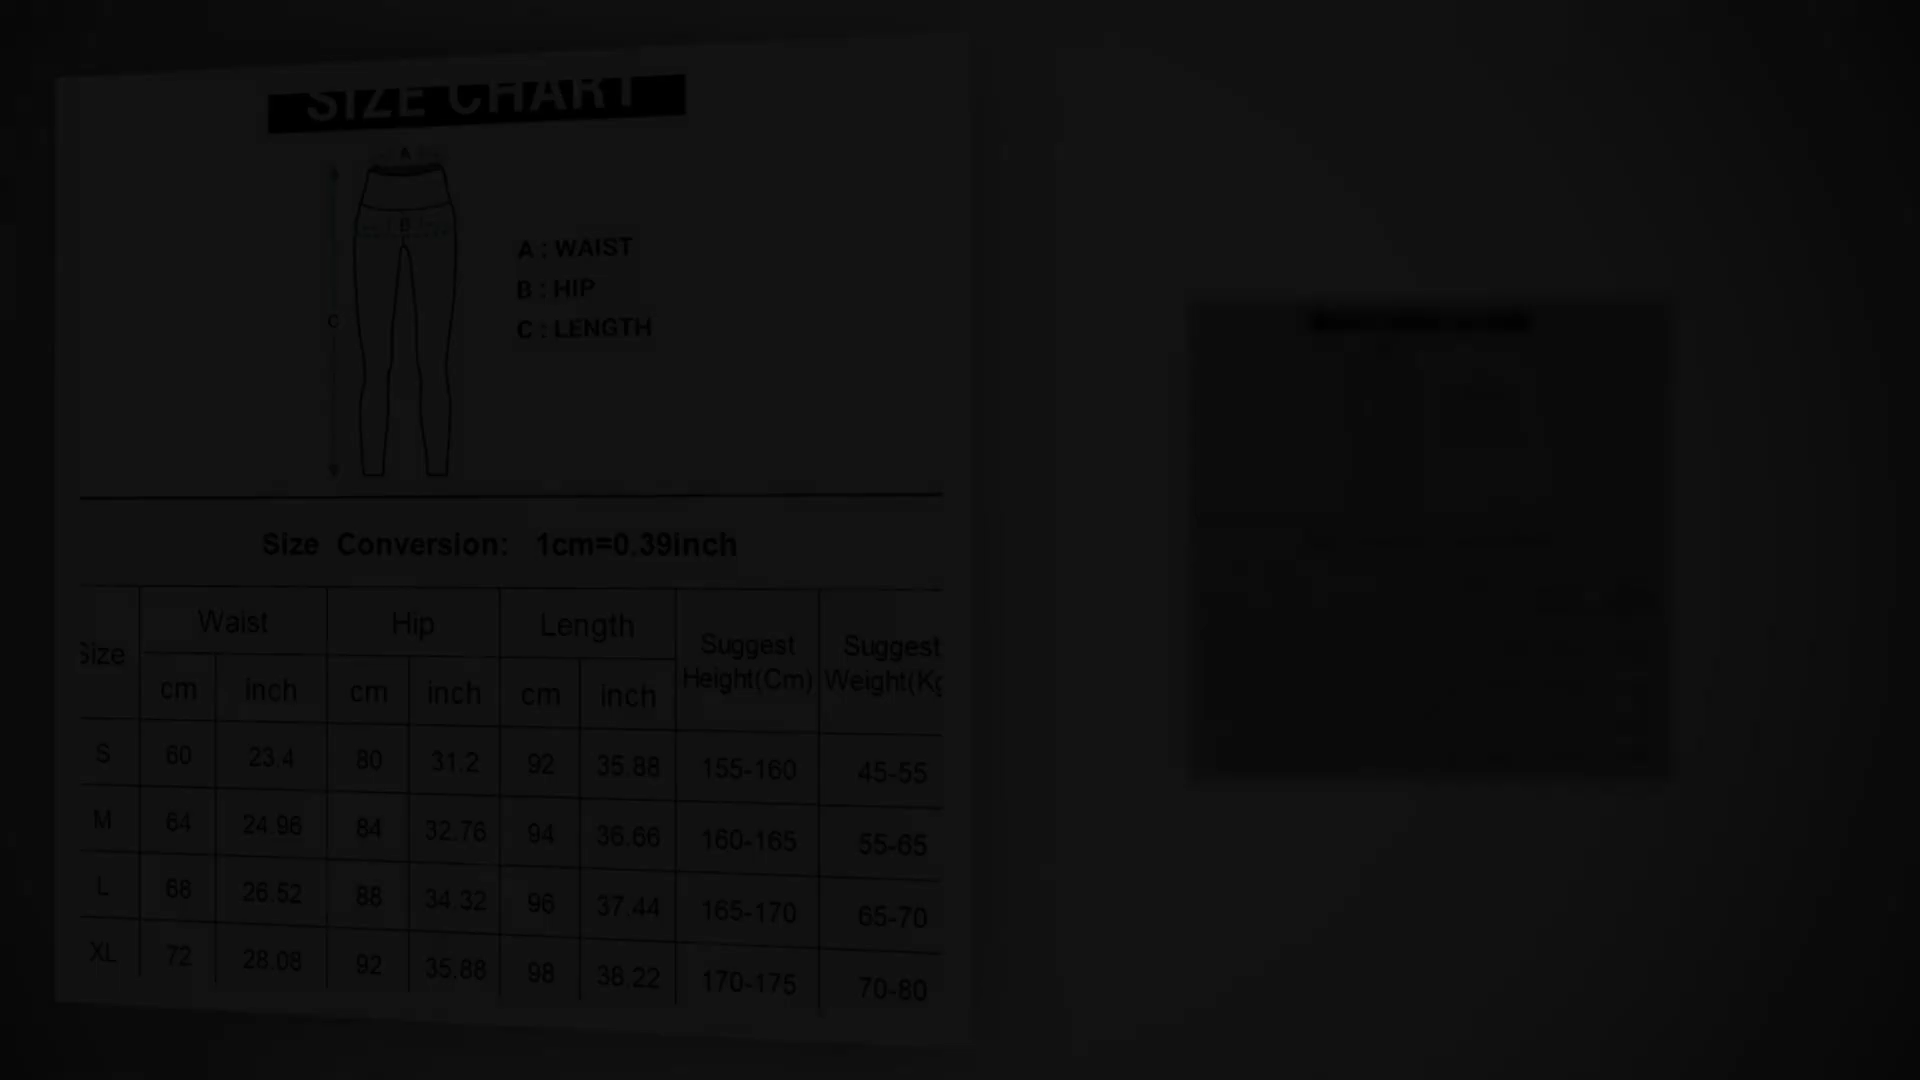 SIZE CHART
A
B
C
A : WAIST
B : HIP
C : LENGTH
Size Conversion: 1cm=0.39inch
Size Waist Hip Length Suggest Height(Cm) Suggest Weight(Kg
cm inch cm inch cm inch
S 60 23.4 80 31.2 92 35.88 155-160 45-55
M 64 24.96 84 32.76 94 36.66 160-165 55-65
L 68 26.52 88 34.32 96 37.44 165-170 65-70
XL 72 28.08 92 35.88 98 38.22 170-175 70-80